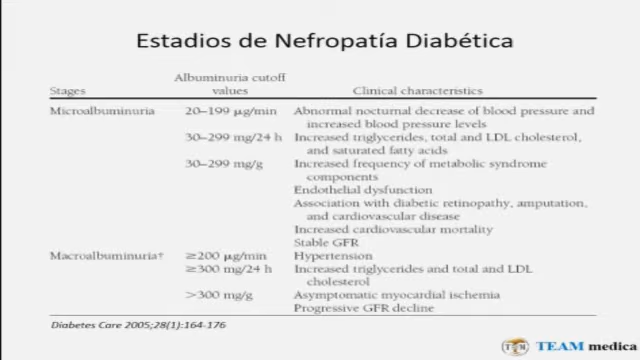 Estadios de Nefropatía Diabética
Albuminuria cutoff
Stages values Clinical characteristics
Microalbuminuria 20–199 μg/min Abnormal nocturnal decrease of blood pressure and
increased blood pressure levels
30–299 mg/24 h Increased triglycerides, total and LDL cholesterol,
and saturated fatty acids
30–299 mg/g Increased frequency of metabolic syndrome
components
Endothelial dysfunction
Association with diabetic retinopathy, amputation,
and cardiovascular disease
Increased cardiovascular mortality
Stable GFR
Macroalbuminuria† ≥200 μg/min Hypertension
≥300 mg/24 h Increased triglycerides and total and LDL
cholesterol
>300 mg/g Asymptomatic myocardial ischemia
Progressive GFR decline
Diabetes Care 2005;28(1):164-176
TEAM medica